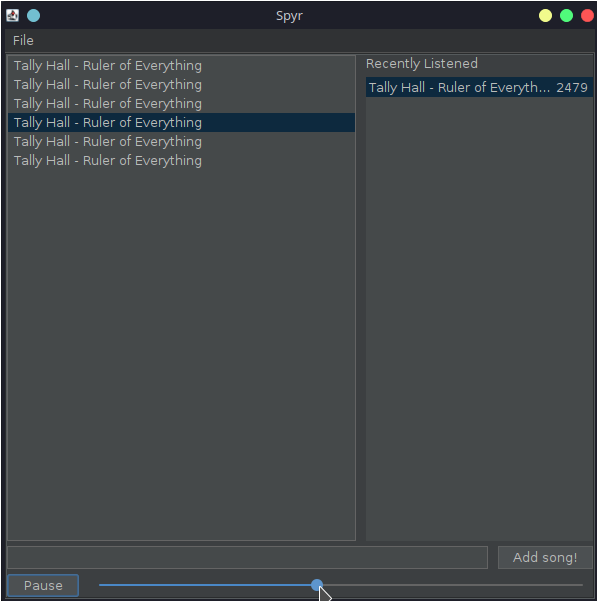 Spyr
File
Tally Hall - Ruler of Everything
Tally Hall - Ruler of Everything
Tally Hall - Ruler of Everything
Tally Hall - Ruler of Everything
Tally Hall - Ruler of Everything
Tally Hall - Ruler of Everything
Recently Listened
Tally Hall - Ruler of Everyth... 2479
Add song!
Pause